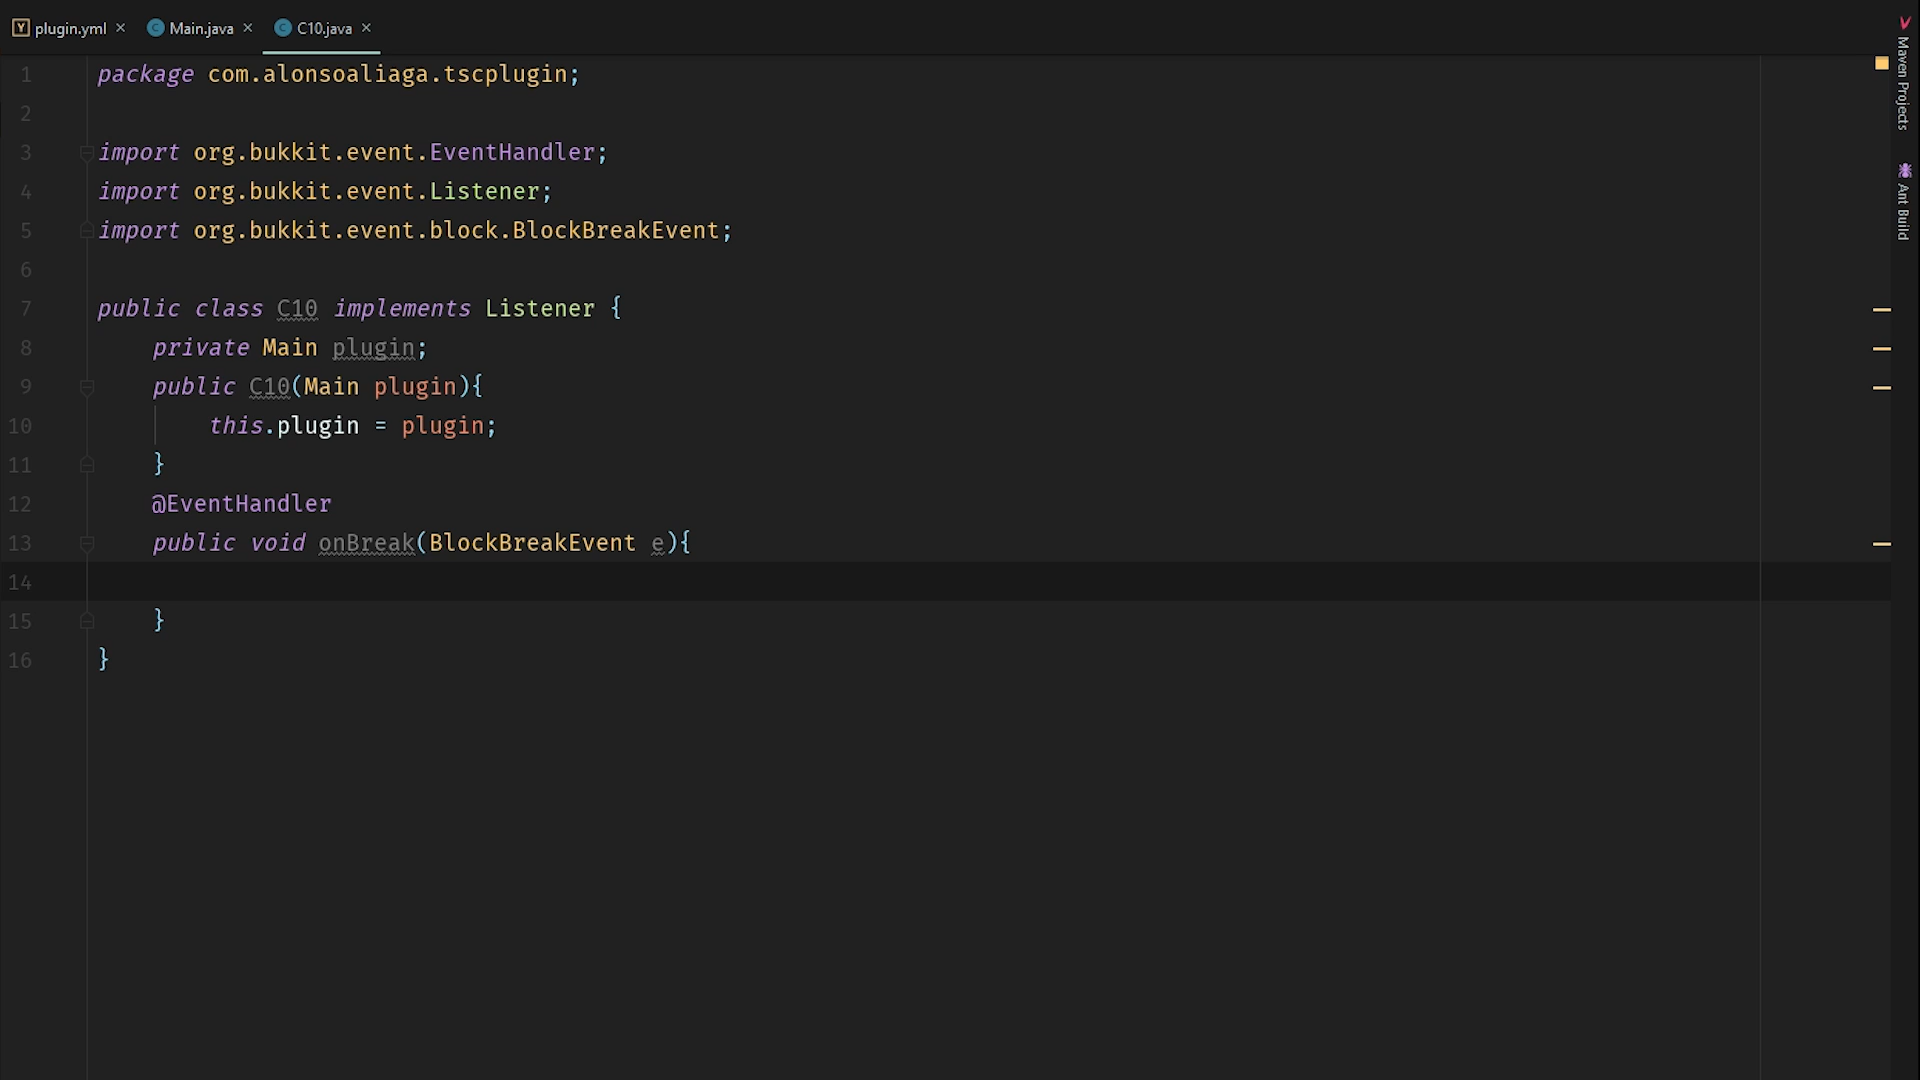 plugin.yml × Main.java × C10.java ×
1 package com.alonsoaliaga.tscplugin;
2
3 import org.bukkit.event.EventHandler;
4 import org.bukkit.event.Listener;
5 import org.bukkit.event.block.BlockBreakEvent;
6
7 public class C10 implements Listener {
8 private Main plugin;
9 public C10(Main plugin){
10 this.plugin = plugin;
11 }
12 @EventHandler
13 public void onBreak(BlockBreakEvent e){
14
15 }
16 }
Maven Projects
Ant Build